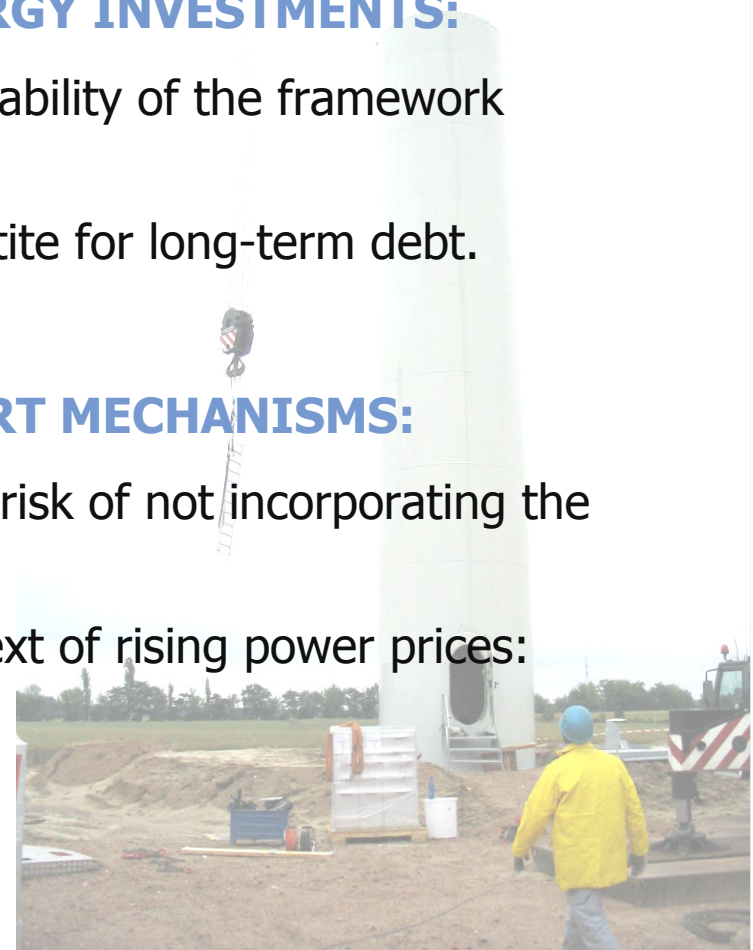 RGY INVESTMENTS:
ability of the framework
tite for long-term debt.
RT MECHANISMS:
risk of not incorporating the
ext of rising power prices: